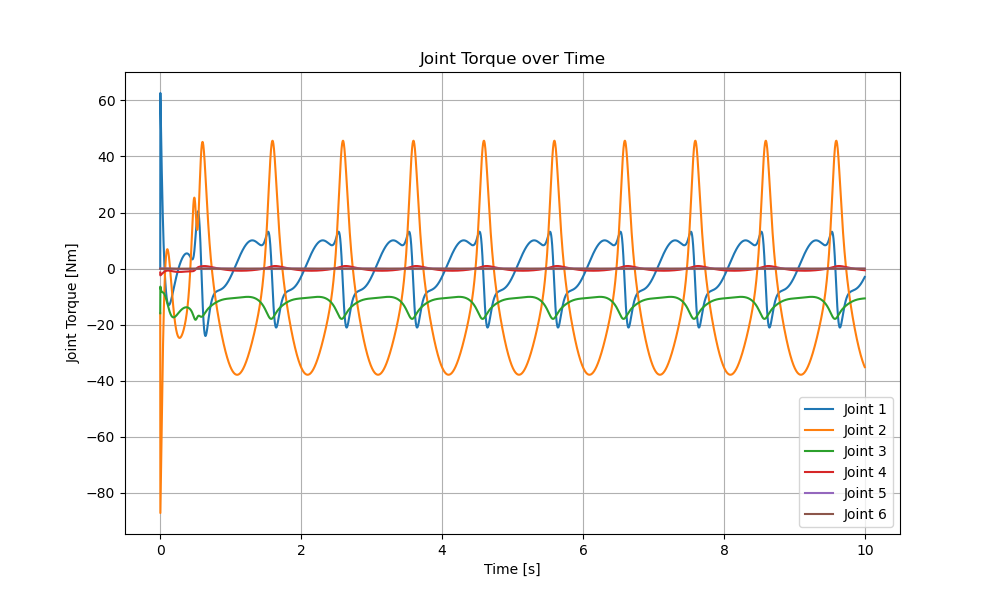 Joint Torque over Time
Joint Torque [Nm]
60
40
20
0
−20
−40
−60
−80
0
2
4
6
8
10
Time [s]
Joint 1
Joint 2
Joint 3
Joint 4
Joint 5
Joint 6